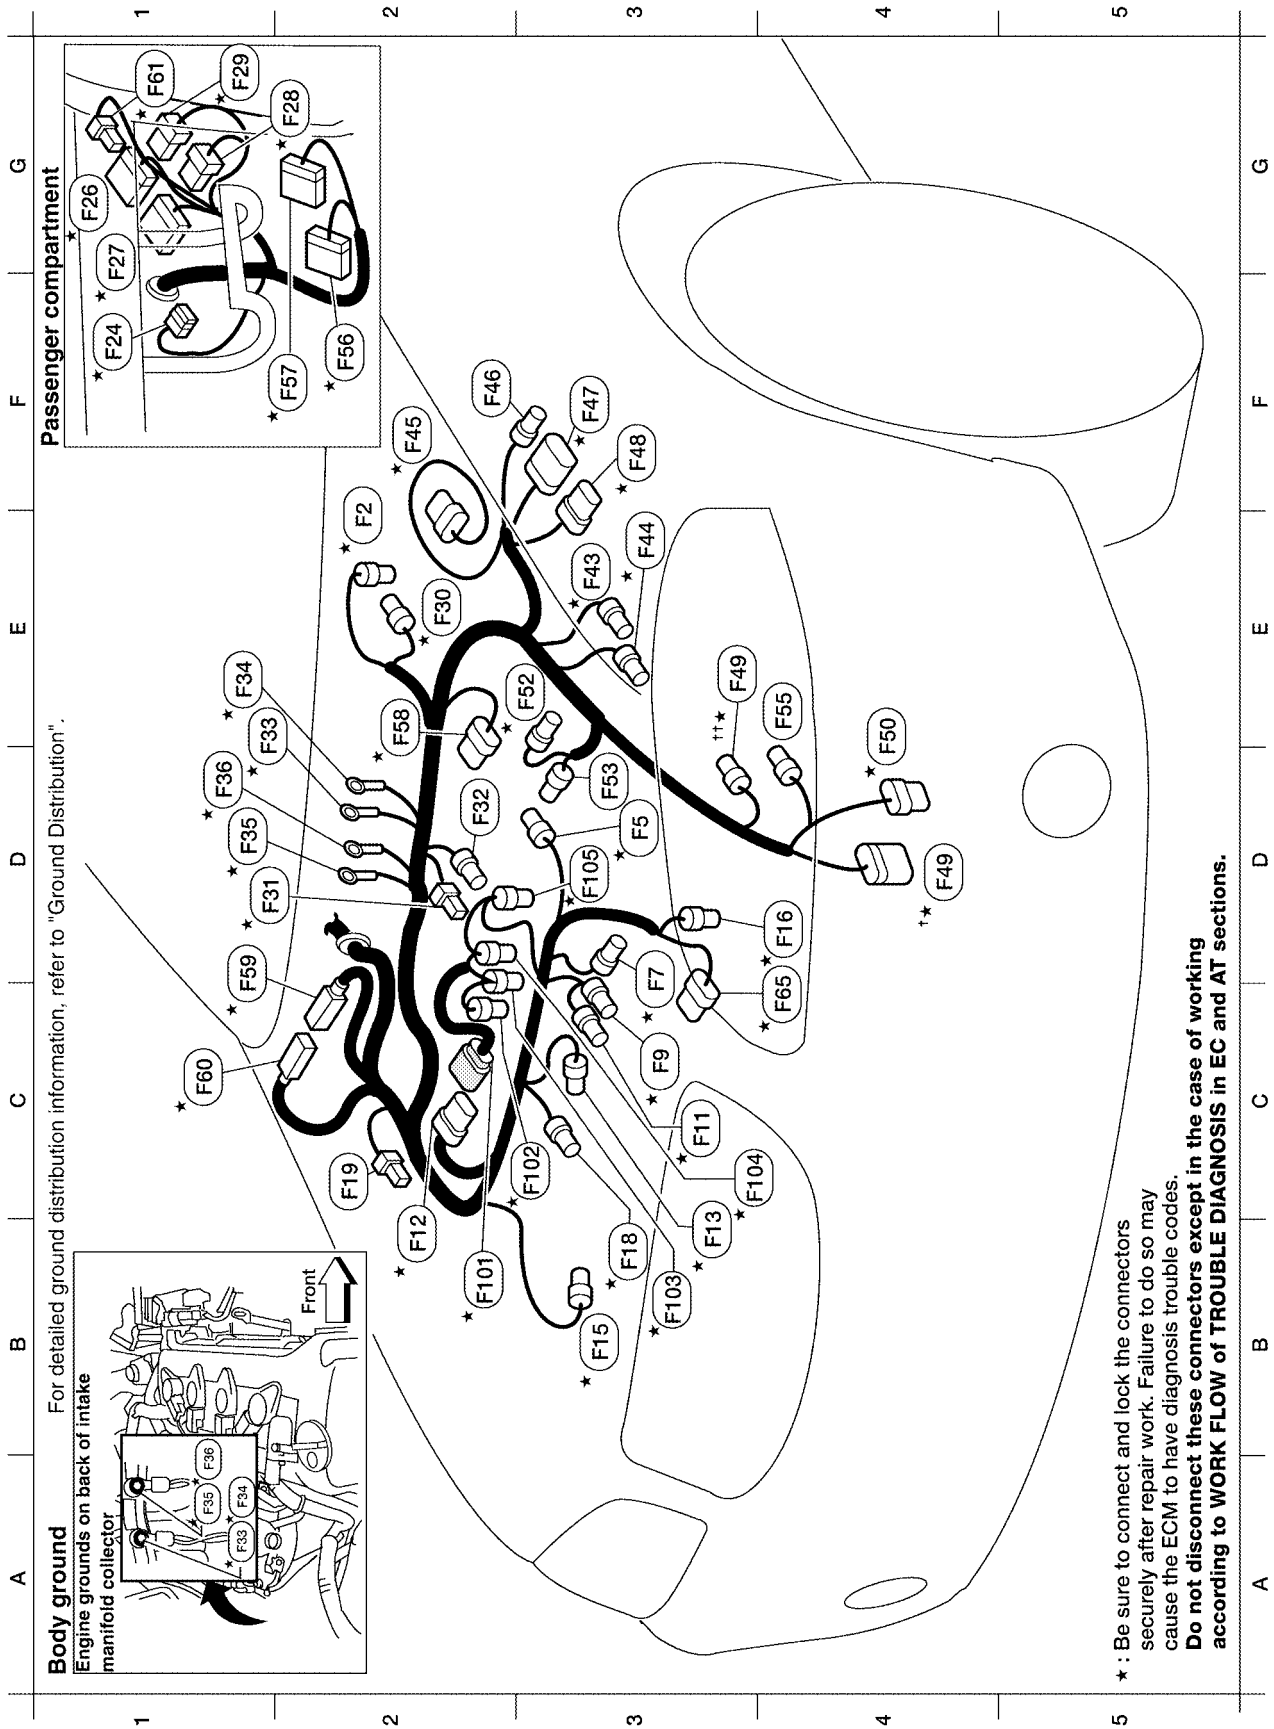 A B C D E F G
1 2 3 4 5
Body ground For detailed ground distribution information, refer to "Ground Distribution".
Engine grounds on back of intake
manifold collector
F36
F35
F34
F33
★
★
★
★
Front
Passenger compartment
★ F24
★ F27
★ F26
★ F61
★ F29
★ F28
★ F57
★ F56
★ F60
★ F59
★ F31
★ F35
★ F36
★ F33
★ F34
★ F2
★ F30
★ F45
F46
★ F47
★ F48
★ F43
★ F44
★ F58
★ F52
F53
F32
★ F5
★ F105
F19
★ F12
★ F101
★ F102
★ F15
★ F18
★ F103
★ F13
★ F104
★ F11
★ F9
★ F7
★ F65
★ F16
††★ F49
F55
★ F50
†★ F49
★ : Be sure to connect and lock the connectors
securely after repair work. Failure to do so may
cause the ECM to have diagnosis trouble codes.
Do not disconnect these connectors except in the case of working
according to WORK FLOW of TROUBLE DIAGNOSIS in EC and AT sections.
A B C D E F G
1 2 3 4 5